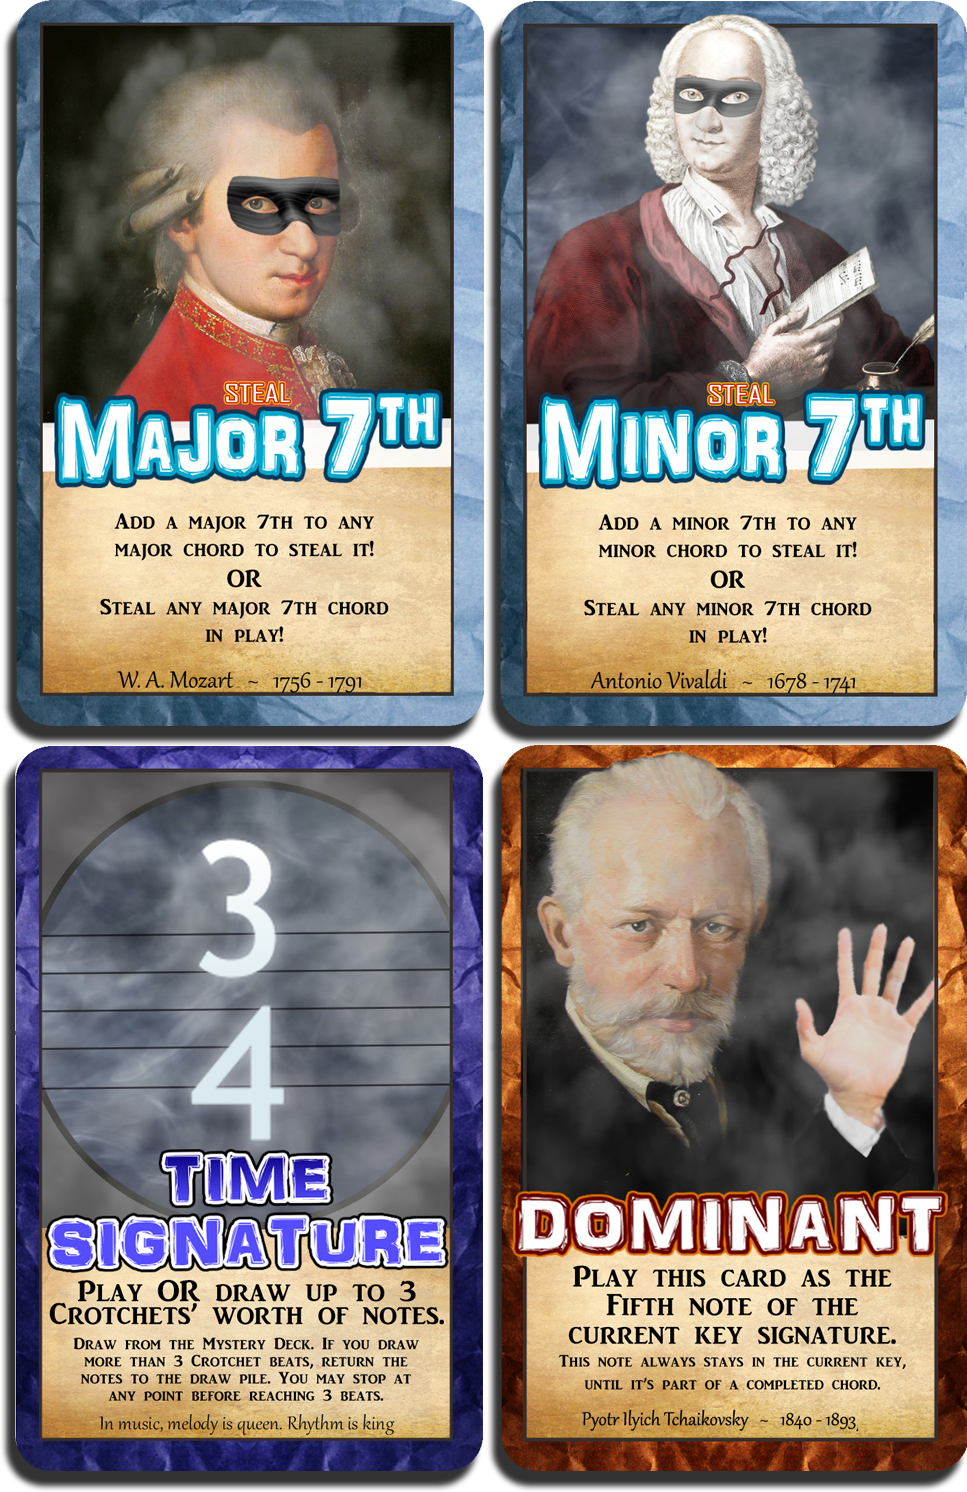 STEAL
MAJOR 7TH
ADD A MAJOR 7TH TO ANY
MAJOR CHORD TO STEAL IT!
OR
STEAL ANY MAJOR 7TH CHORD
IN PLAY!
W. A. Mozart ~ 1756 - 1791
STEAL
MINOR 7TH
ADD A MINOR 7TH TO ANY
MINOR CHORD TO STEAL IT!
OR
STEAL ANY MINOR 7TH CHORD
IN PLAY!
Antonio Vivaldi ~ 1678 - 1741
3
4
TIME
SIGNATURE
PLAY OR DRAW UP TO 3
CROTCHETS' WORTH OF NOTES.
DRAW FROM THE MYSTERY DECK. IF YOU DRAW
MORE THAN 3 CROTCHET BEATS, RETURN THE
NOTES TO THE DRAW PILE. YOU MAY STOP AT
ANY POINT BEFORE REACHING 3 BEATS.
In music, melody is queen. Rhythm is king
DOMINANT
PLAY THIS CARD AS THE
FIFTH NOTE OF THE
CURRENT KEY SIGNATURE.
THIS NOTE ALWAYS STAYS IN THE CURRENT KEY,
UNTIL IT'S PART OF A COMPLETED CHORD.
Pyotr Ilyich Tchaikovsky ~ 1840 - 1893